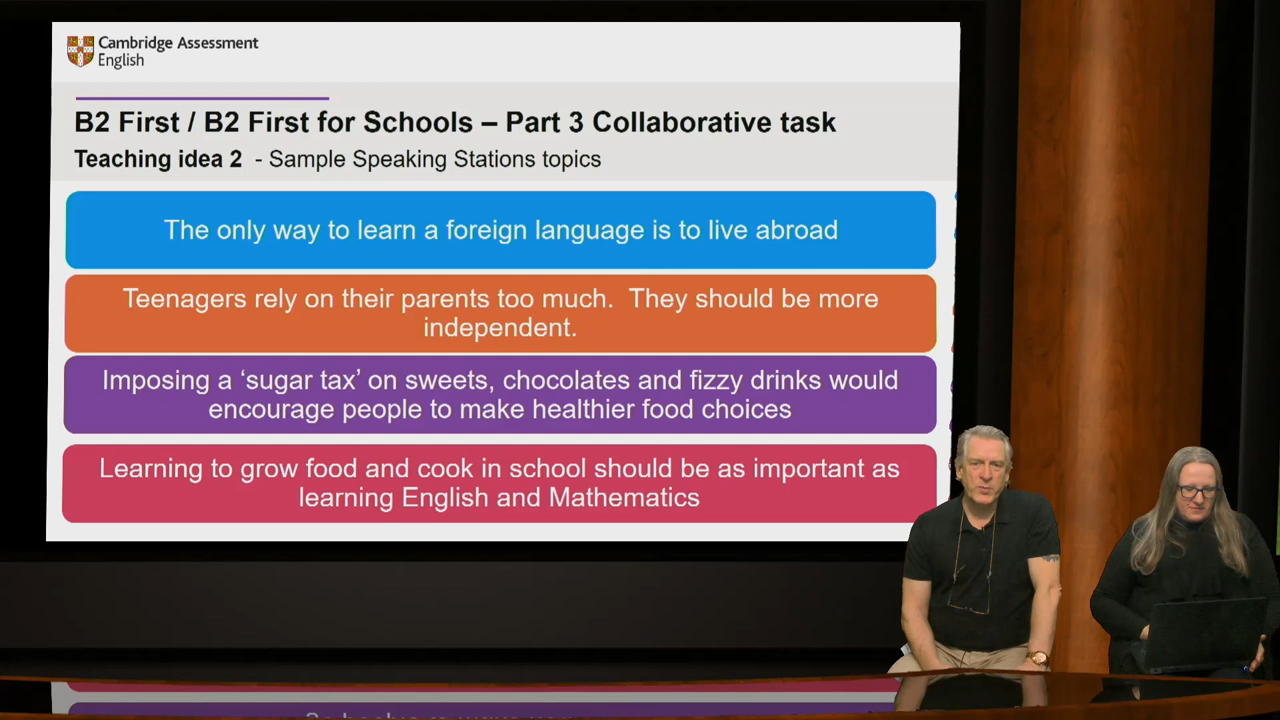 Cambridge Assessment
English
B2 First / B2 First for Schools – Part 3 Collaborative task
Teaching idea 2 - Sample Speaking Stations topics
The only way to learn a foreign language is to live abroad
Teenagers rely on their parents too much. They should be more
independent.
Imposing a ‘sugar tax’ on sweets, chocolates and fizzy drinks would
encourage people to make healthier food choices
Learning to grow food and cook in school should be as important as
learning English and Mathematics